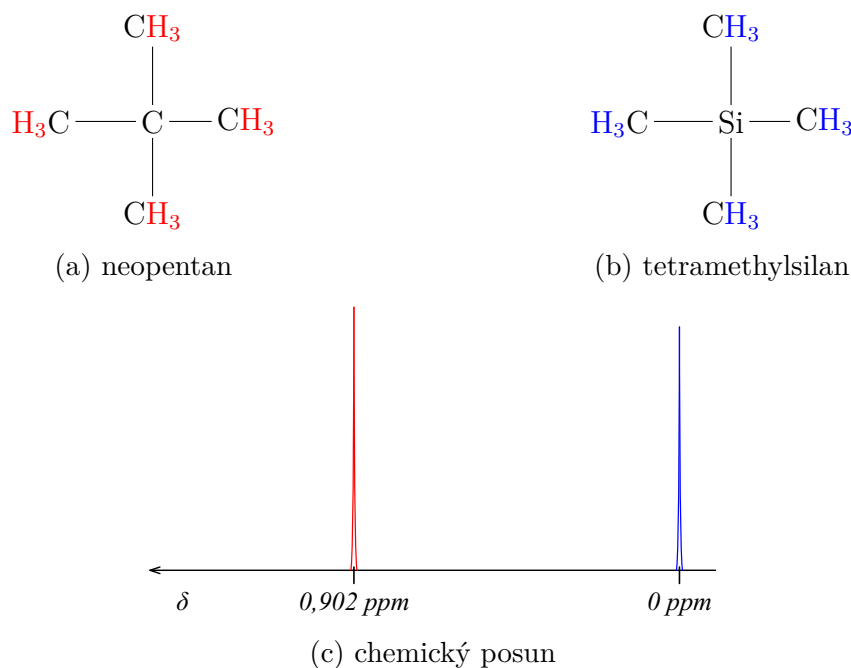 CH₃ CH₃
H₃C C CH₃ H₃C Si CH₃
CH₃ CH₃
(a) neopentan (b) tetramethylsilan
δ 0,902 ppm 0 ppm
(c) chemický posun